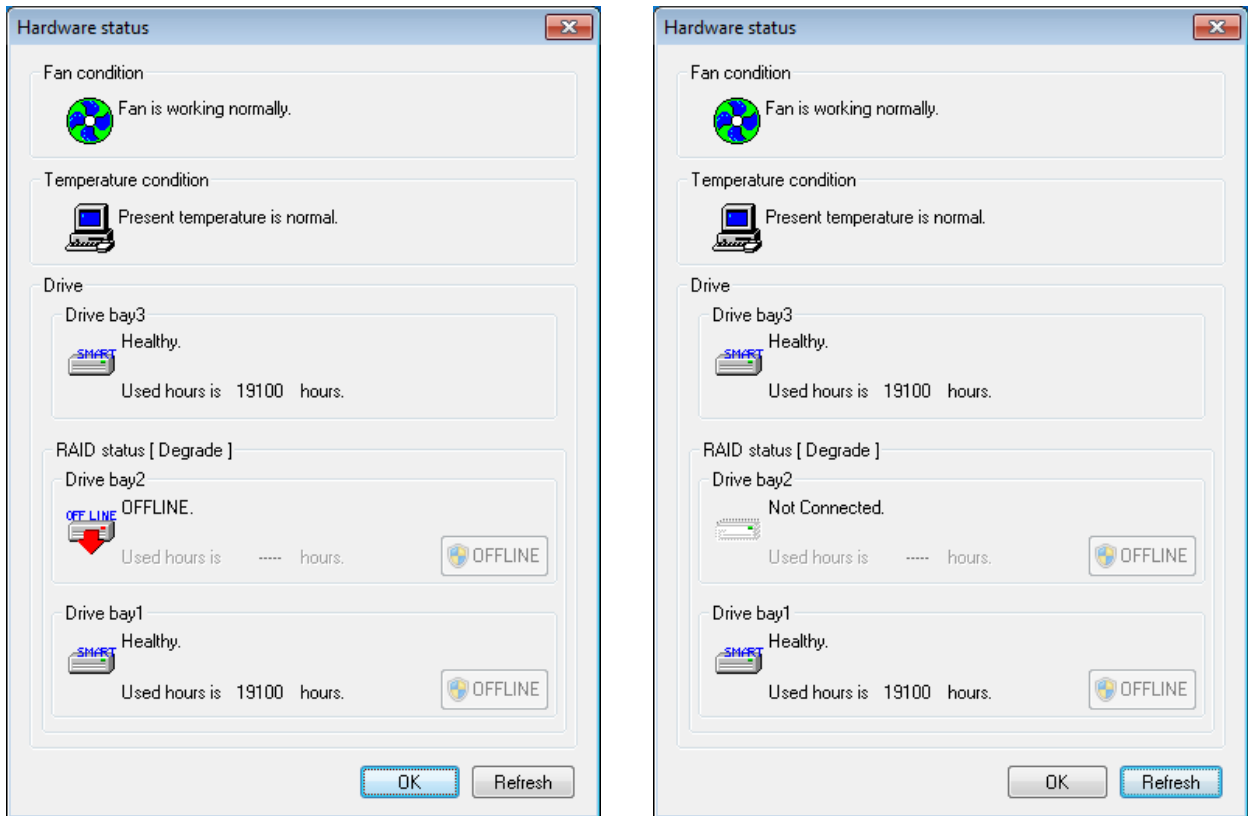 Hardware status
Fan condition
Fan is working normally.
Temperature condition
Present temperature is normal.
Drive
Drive bay3
SMART
Healthy.
Used hours is 19100 hours.
RAID status [ Degrade ]
Drive bay2
OFF LINE
OFFLINE.
Used hours is ----- hours.
OFFLINE
Drive bay1
SMART
Healthy.
Used hours is 19100 hours.
OFFLINE
OK
Refresh
Hardware status
Fan condition
Fan is working normally.
Temperature condition
Present temperature is normal.
Drive
Drive bay3
SMART
Healthy.
Used hours is 19100 hours.
RAID status [ Degrade ]
Drive bay2
Not Connected.
Used hours is ----- hours.
OFFLINE
Drive bay1
SMART
Healthy.
Used hours is 19100 hours.
OFFLINE
OK
Refresh